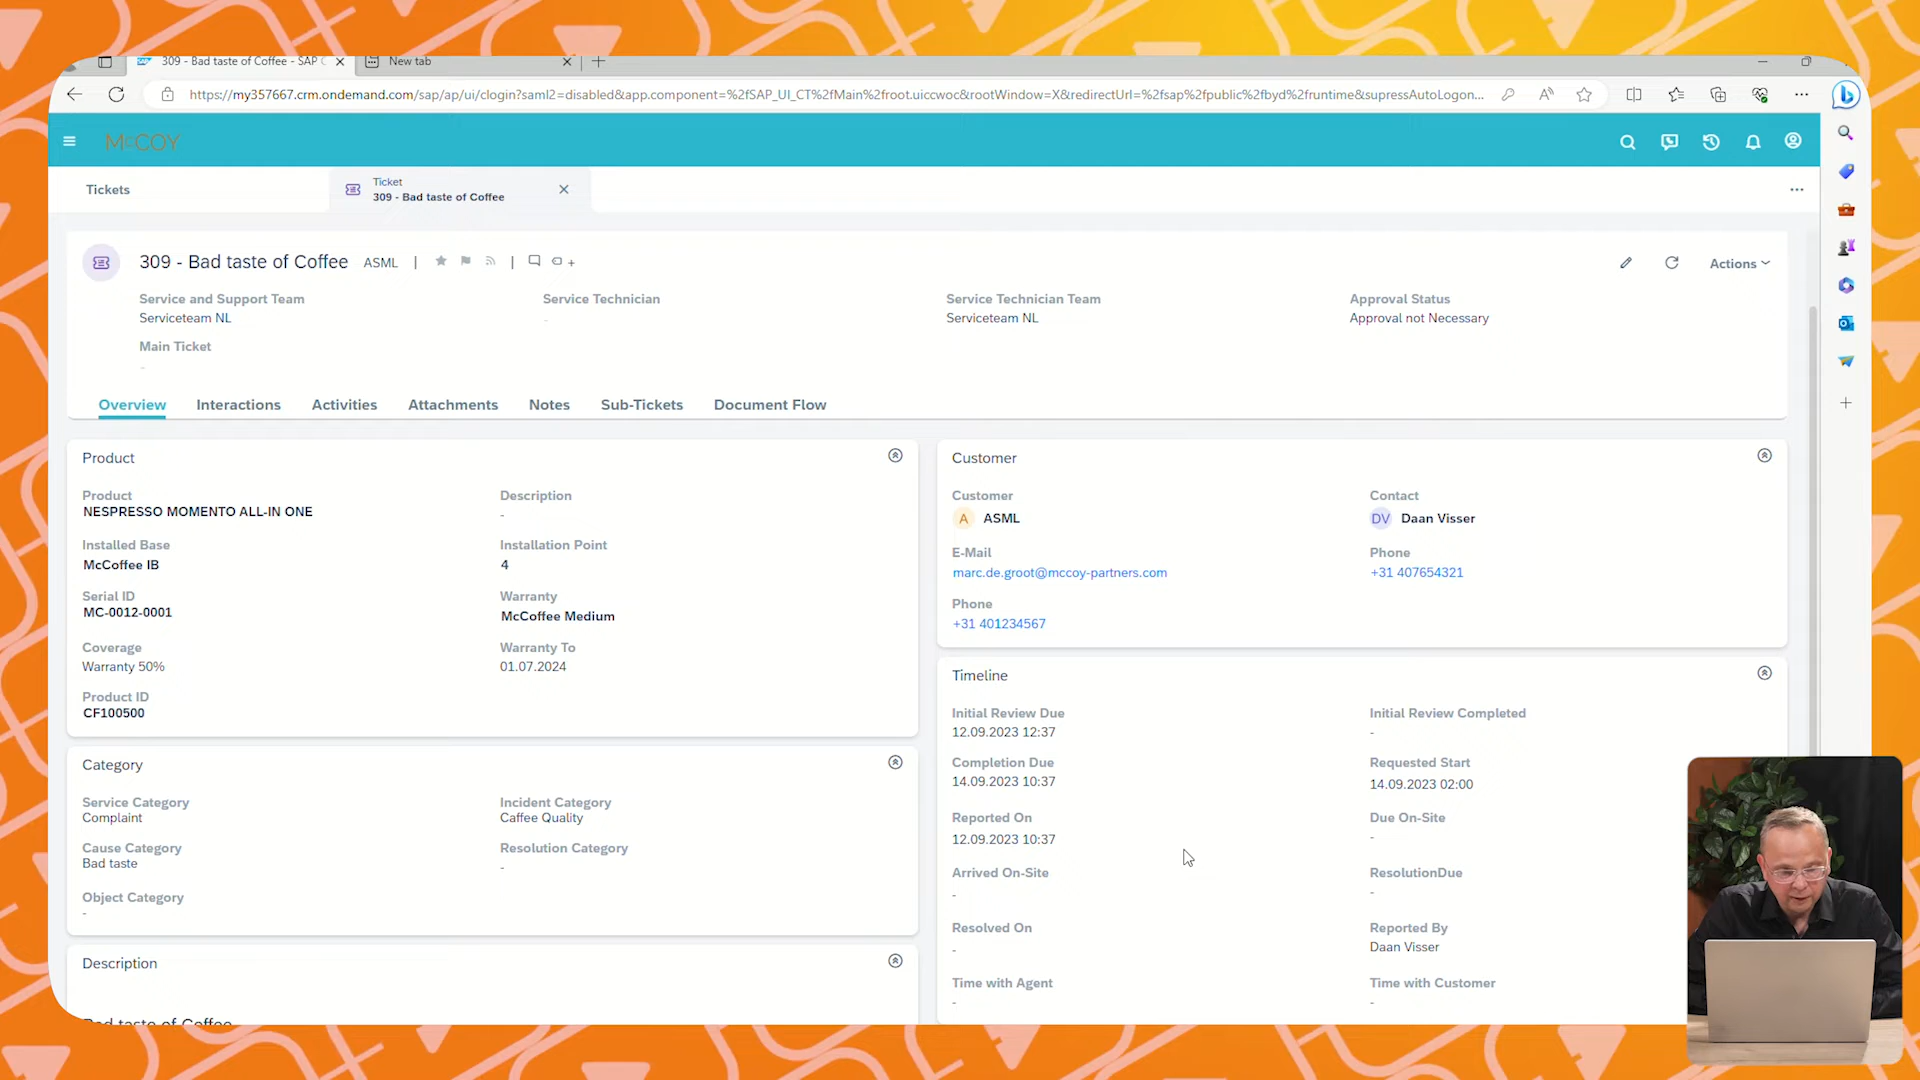 309 - Bad taste of Coffee - SAP C
New tab
https://my357667.crm.ondemand.com/sap/ap/ui/clogin?saml2=disabled&app.component=%2fSAP_UI_CT%2fMain%2froot.uiccwoc&rootWindow=X&redirectUrl=%2fsap%2fpublic%2fbyd%2fruntime&supressAutoLogon...
McCOY
Tickets
Ticket
309 - Bad taste of Coffee
309 - Bad taste of Coffee ASML
Actions
Service and Support Team
Serviceteam NL
Service Technician
-
Service Technician Team
Serviceteam NL
Approval Status
Approval not Necessary
Main Ticket
-
Overview Interactions Activities Attachments Notes Sub-Tickets Document Flow
Product
Product
NESPRESSO MOMENTO ALL-IN ONE
Description
-
Installed Base
McCoffee IB
Installation Point
4
Serial ID
MC-0012-0001
Warranty
McCoffee Medium
Coverage
Warranty 50%
Warranty To
01.07.2024
Product ID
CF100500
Category
Service Category
Complaint
Incident Category
Caffee Quality
Cause Category
Bad taste
Resolution Category
-
Object Category
-
Description
Bad taste of Coffee
Customer
Customer
A ASML
Contact
DV Daan Visser
E-Mail
marc.de.groot@mccoy-partners.com
Phone
+31 407654321
Phone
+31 401234567
Timeline
Initial Review Due
12.09.2023 12:37
Initial Review Completed
-
Completion Due
14.09.2023 10:37
Requested Start
14.09.2023 02:00
Reported On
12.09.2023 10:37
Due On-Site
-
Arrived On-Site
-
ResolutionDue
-
Resolved On
-
Reported By
Daan Visser
Time with Agent
-
Time with Customer
-